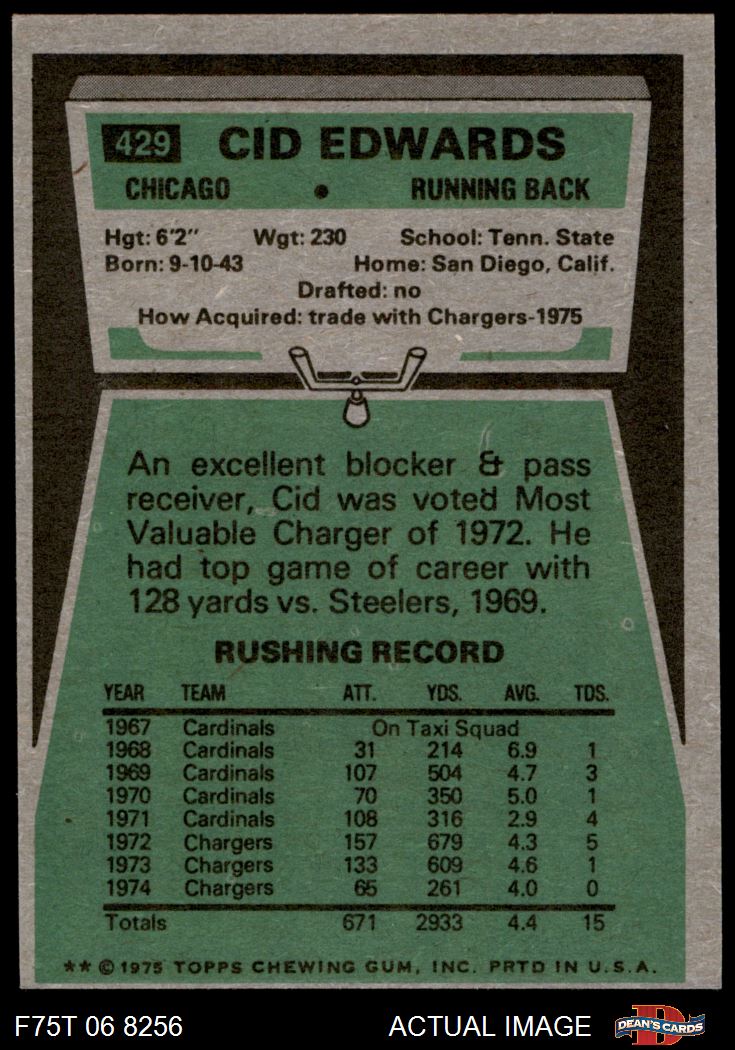 429 CID EDWARDS
CHICAGO • RUNNING BACK
Hgt: 6'2" Wgt: 230 School: Tenn. State
Born: 9-10-43 Home: San Diego, Calif.
Drafted: no
How Acquired: trade with Chargers-1975
An excellent blocker & pass
receiver, Cid was voted Most
Valuable Charger of 1972. He
had top game of career with
128 yards vs. Steelers, 1969.
RUSHING RECORD
YEAR TEAM ATT. YDS. AVG. TDS.
1967 Cardinals On Taxi Squad
1968 Cardinals 31 214 6.9 1
1969 Cardinals 107 504 4.7 3
1970 Cardinals 70 350 5.0 1
1971 Cardinals 108 316 2.9 4
1972 Chargers 157 679 4.3 5
1973 Chargers 133 609 4.6 1
1974 Chargers 65 261 4.0 0
Totals 671 2933 4.4 15
** © 1975 TOPPS CHEWING GUM, INC. PRTD IN U.S.A.
F75T 06 8256 ACTUAL IMAGE D DEAN'S CARDS